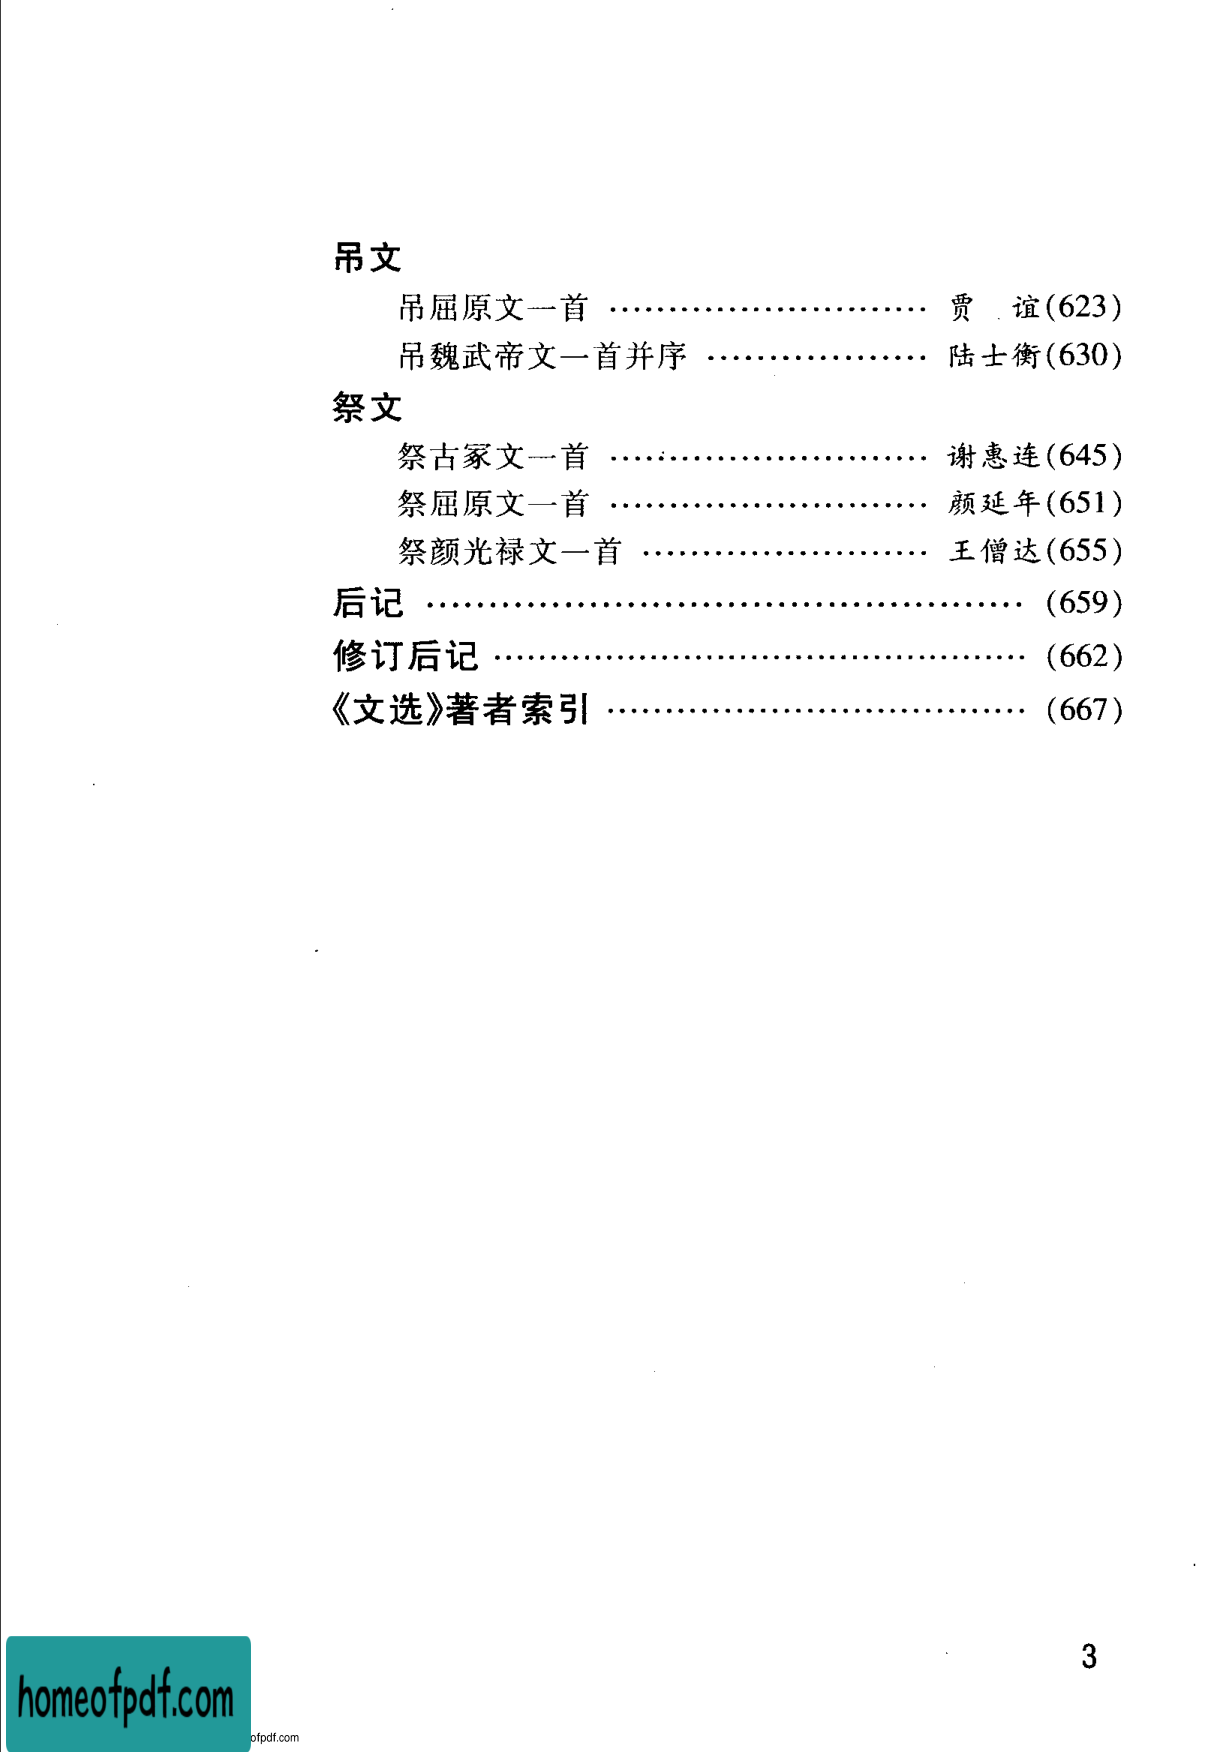 吊文
吊屈原文一首 ………………………… 贾 谊(623)
吊魏武帝文一首并序 ………………… 陆士衡(630)
祭文
祭古冢文一首 ………………………… 谢惠连(645)
祭屈原文一首 ………………………… 颜延年(651)
祭颜光禄文一首 ……………………… 王僧达(655)
后记 ………………………………………………… (659)
修订后记 …………………………………………… (662)
《文选》著者索引 ………………………………… (667)
3
homeofpdf.com
ofpdf.com